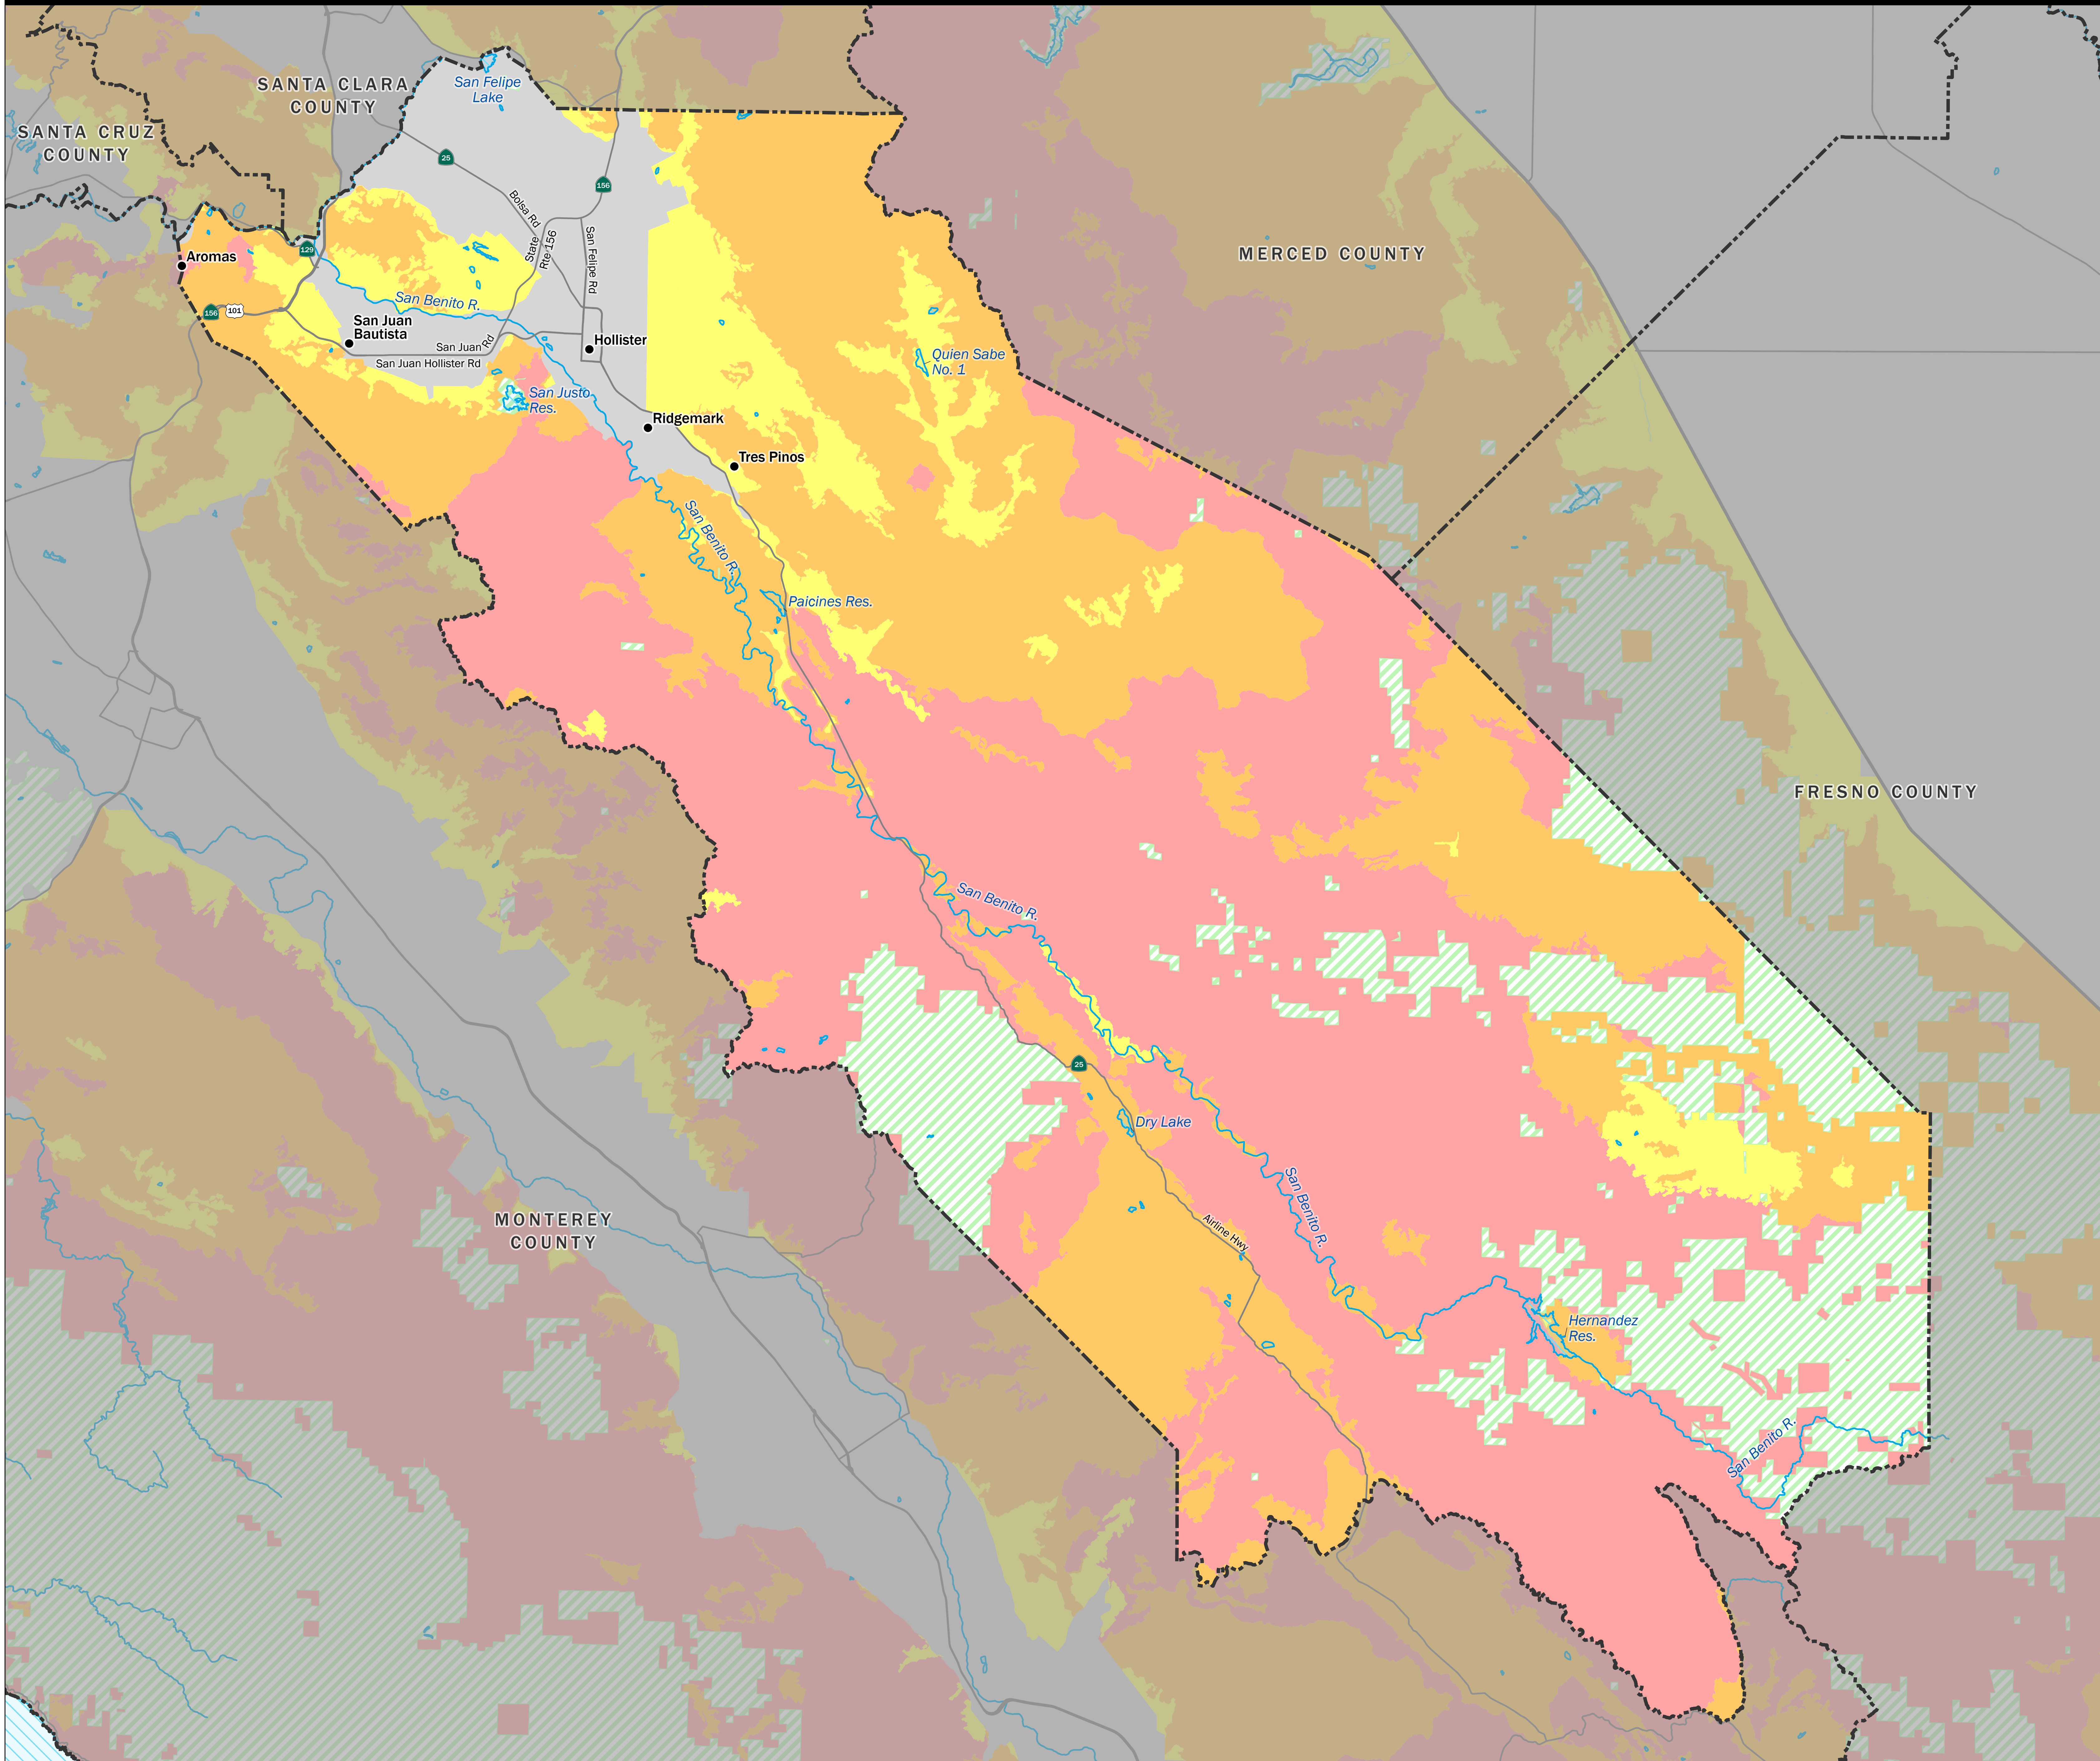 SANTA CLARA
COUNTY
San Felipe
Lake
SANTA CRUZ
COUNTY
25
156
Bolsa Rd
State
Rte 156
San Felipe Rd
MERCED COUNTY
129
Aromas
San Benito R.
156
101
San Juan
Bautista
San Juan Rd
Hollister
San Juan Hollister Rd
Quien Sabe
No. 1
San Justo
Res.
Ridgemark
Tres Pinos
San Benito R.
Paicines Res.
FRESNO COUNTY
San Benito R.
25
Dry Lake
MONTEREY
COUNTY
San Benito R.
Airline Hwy
Hernandez
Res.
San Benito R.